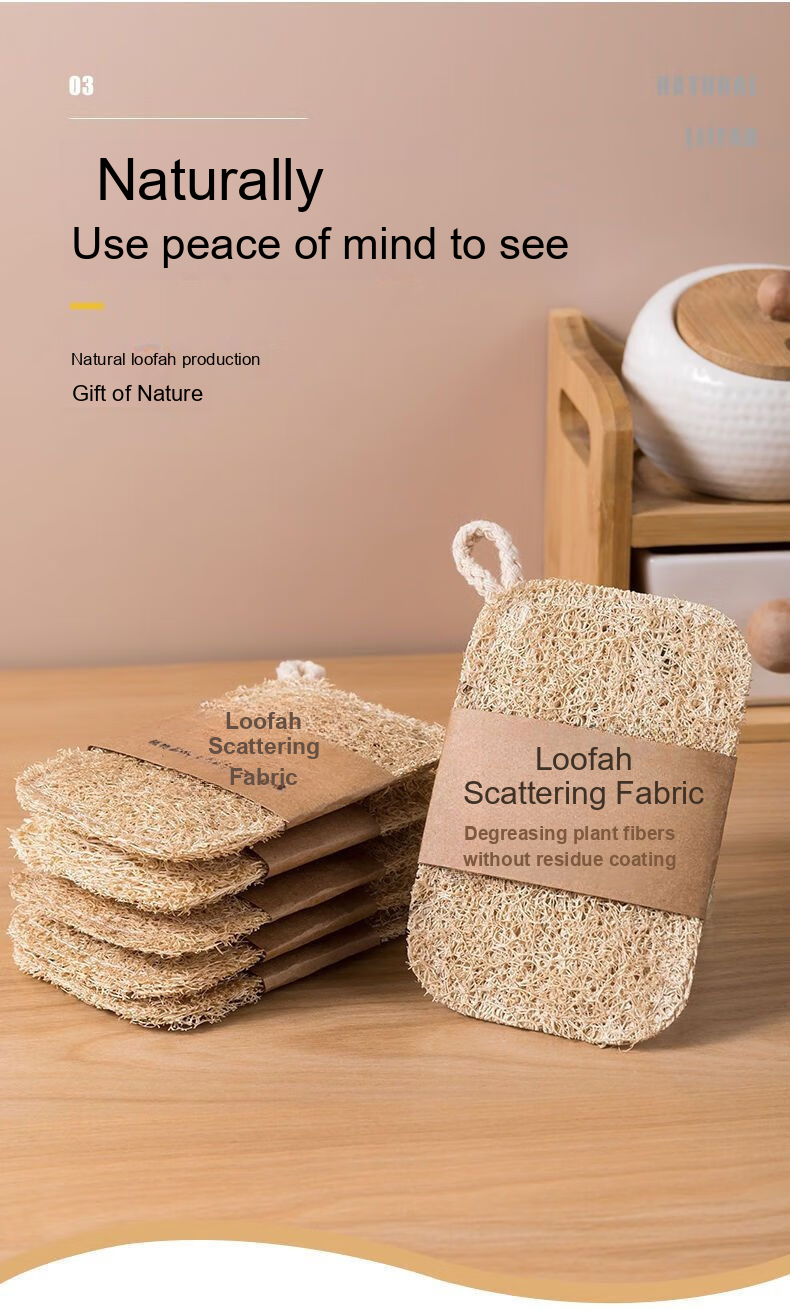 03
NATURAL
Naturally
Use peace of mind to see
Natural loofah production
Gift of Nature
Loofah
Scattering
Fabric
Loofah
Scattering Fabric
Degreasing plant fibers
without residue coating